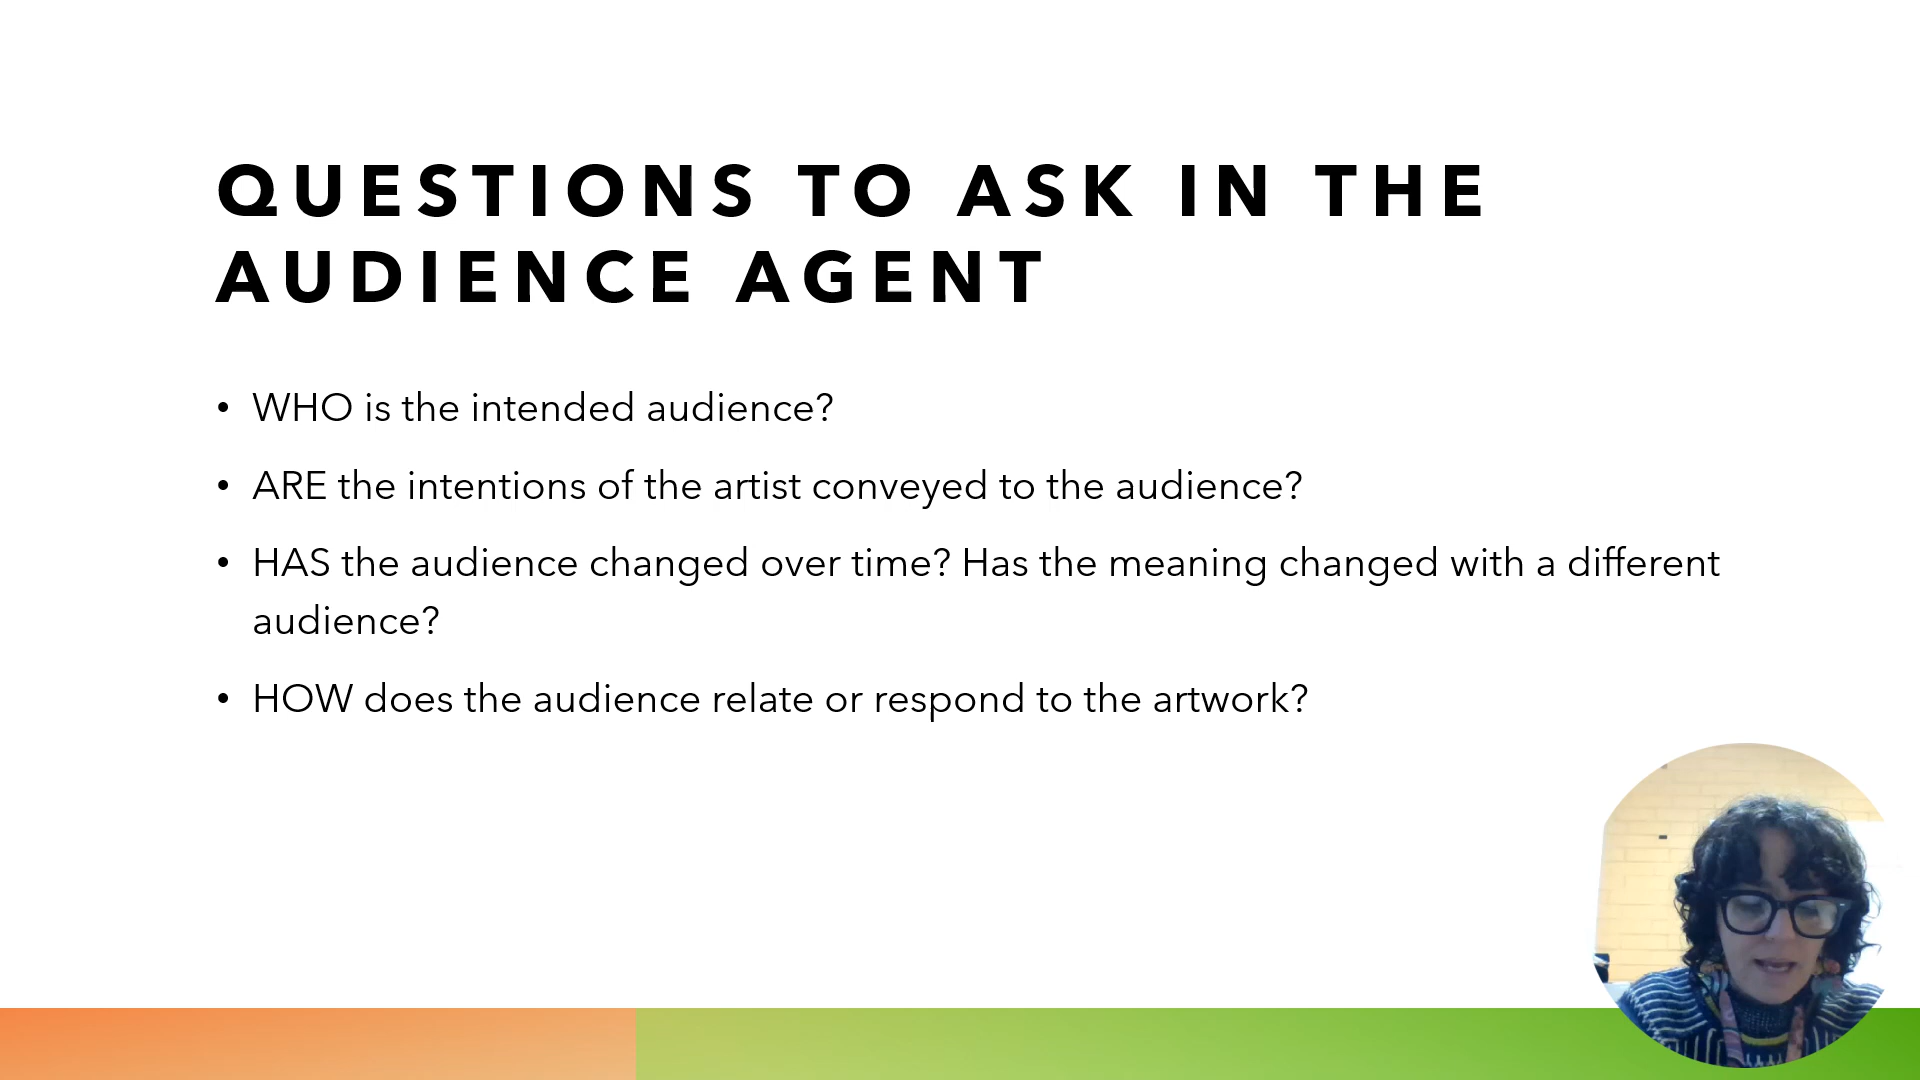 QUESTIONS TO ASK IN THE
AUDIENCE AGENT
• WHO is the intended audience?
• ARE the intentions of the artist conveyed to the audience?
• HAS the audience changed over time? Has the meaning changed with a different
audience?
• HOW does the audience relate or respond to the artwork?